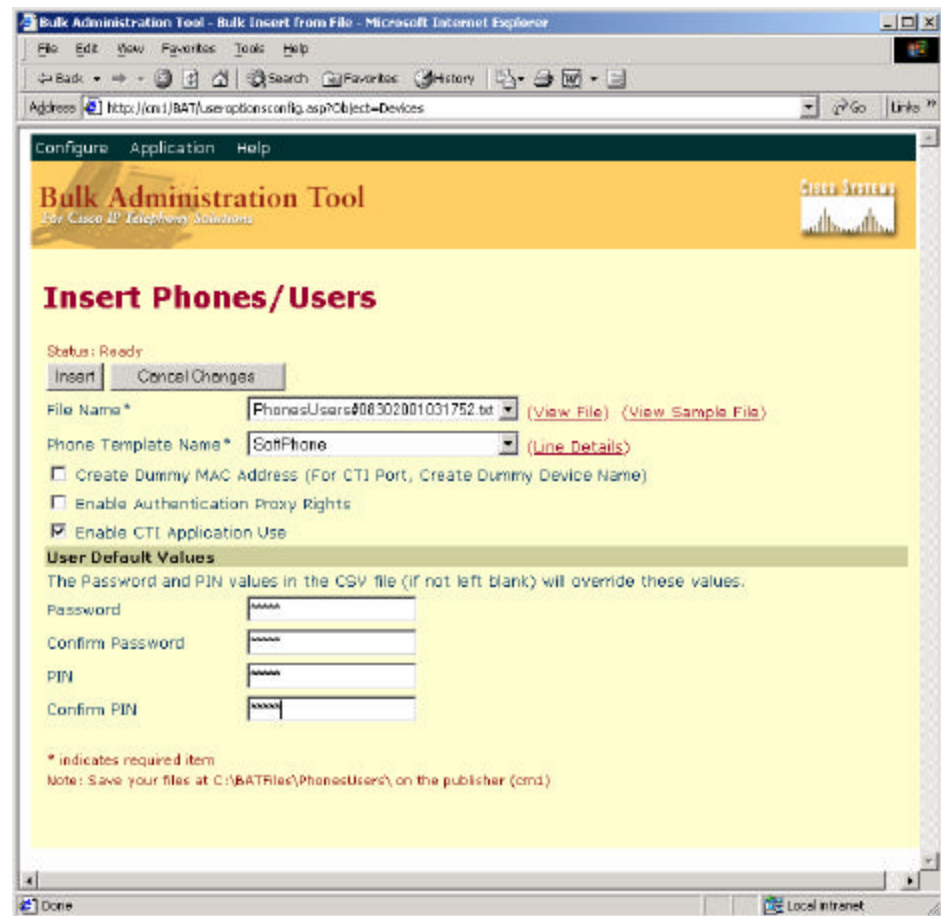 Bulk Administration Tool - Bulk Insert from File - Microsoft Internet Explorer
File Edit View Favorites Tools Help
Back Search Favorites History
Address http://cm1/BAT/useroptionsconfig.asp?Object=Devices Go Links »
Configure Application Help
Bulk Administration Tool
For Cisco IP Telephony Solutions
CISCO SYSTEMS
Insert Phones/Users
Status: Ready
Insert Cancel Changes
File Name* PhonesUsers#08302001031752.txt (View File) (View Sample File)
Phone Template Name* SoftPhone (Line Details)
Create Dummy MAC Address (For CTI Port, Create Dummy Device Name)
Enable Authentication Proxy Rights
Enable CTI Application Use
User Default Values
The Password and PIN values in the CSV file (if not left blank) will override these values.
Password *****
Confirm Password *****
PIN *****
Confirm PIN *****
* indicates required item
Note: Save your files at C:\BATFiles\PhonesUsers\ on the publisher (cm1)
Done Local intranet